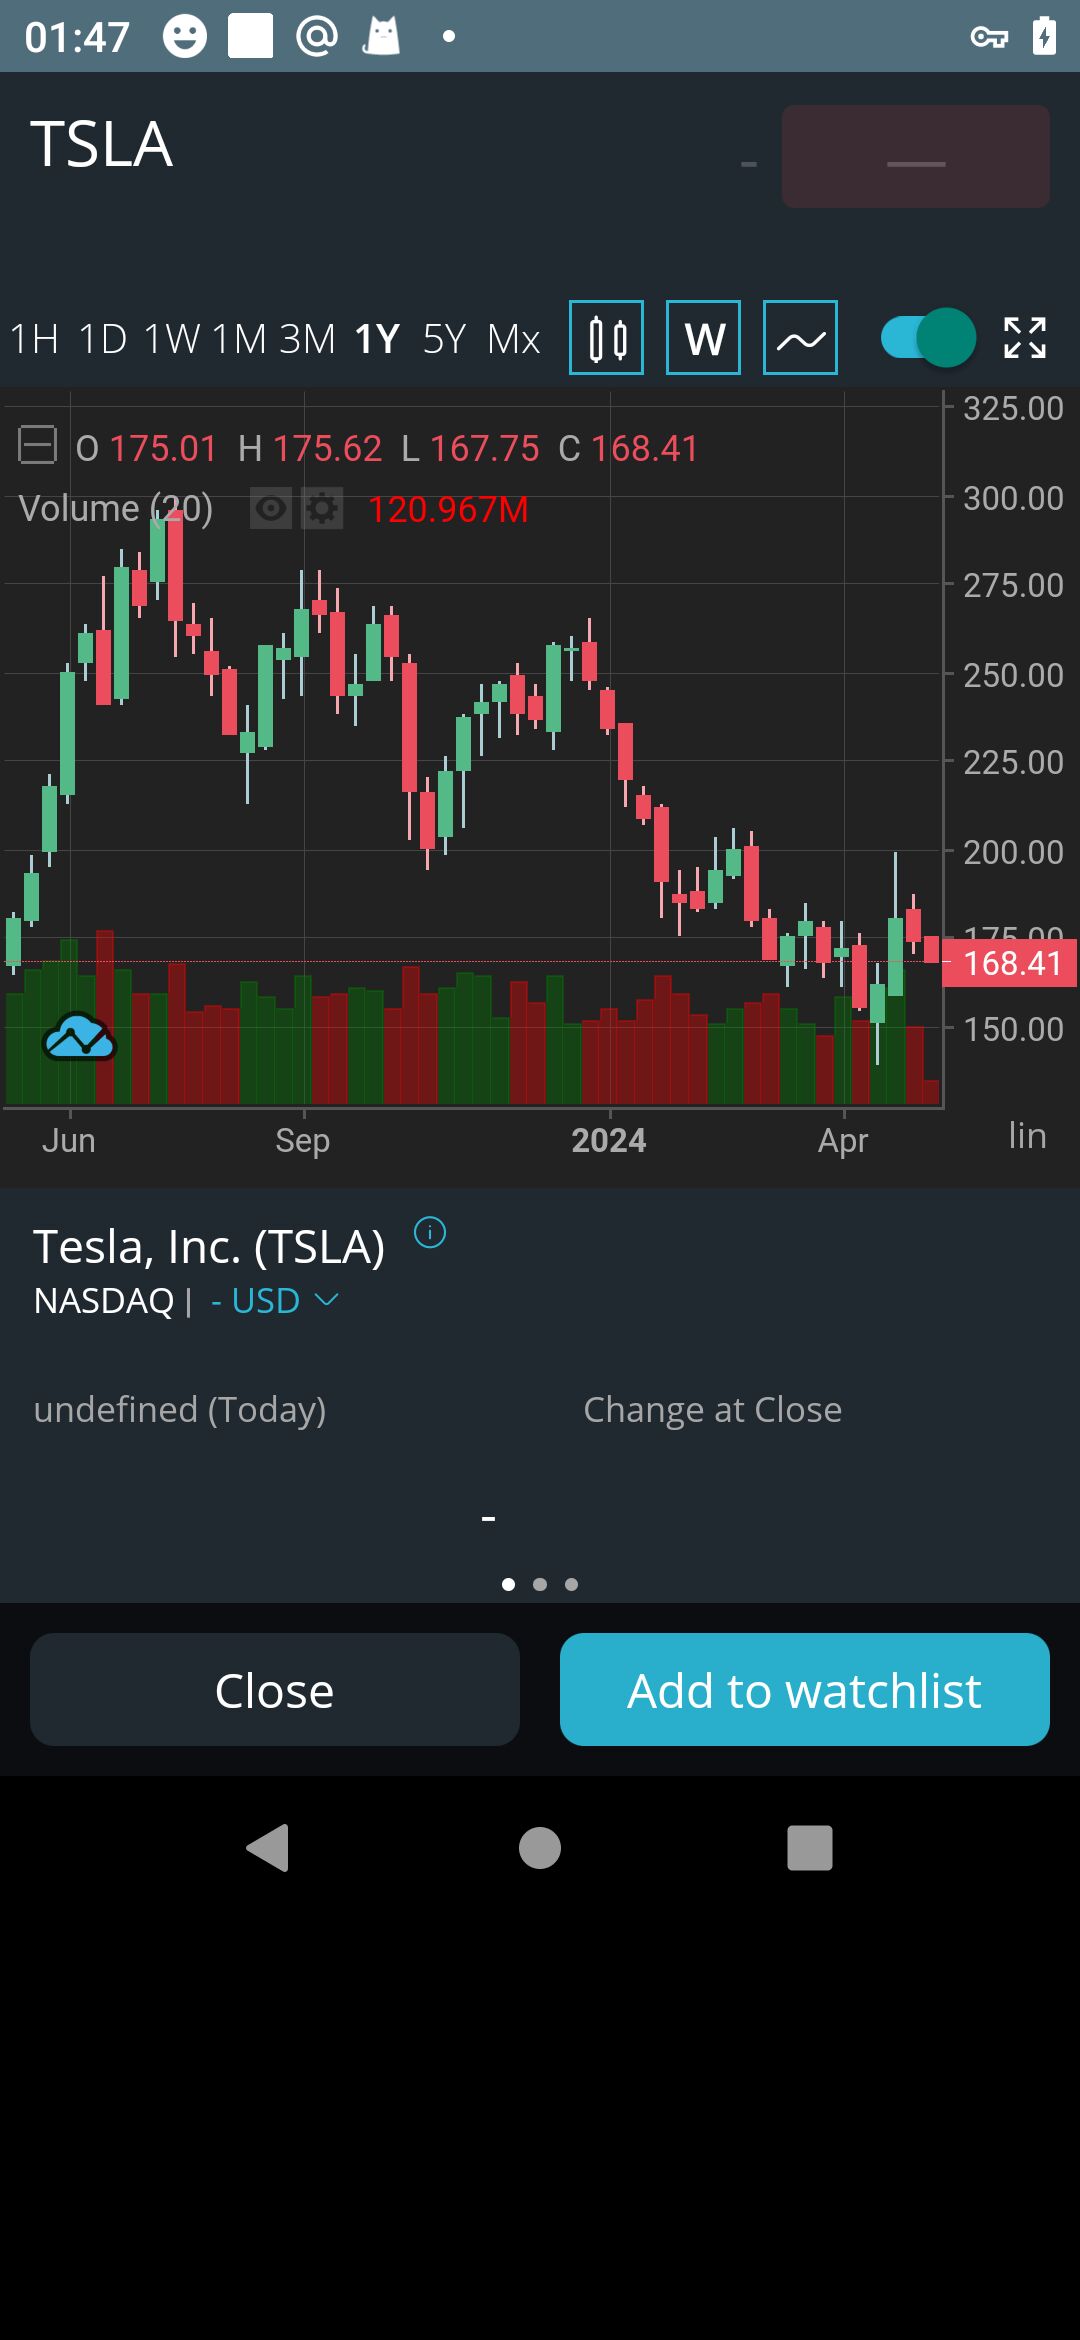 01:47
TSLA
-
—
1H 1D 1W 1M 3M 1Y 5Y Mx W
325.00
O 175.01 H 175.62 L 167.75 C 168.41
300.00
Volume (20) 120.967M
275.00
250.00
225.00
200.00
175.00
168.41
150.00
Jun Sep 2024 Apr lin
Tesla, Inc. (TSLA)
NASDAQ | - USD
undefined (Today) Change at Close
-
Close Add to watchlist